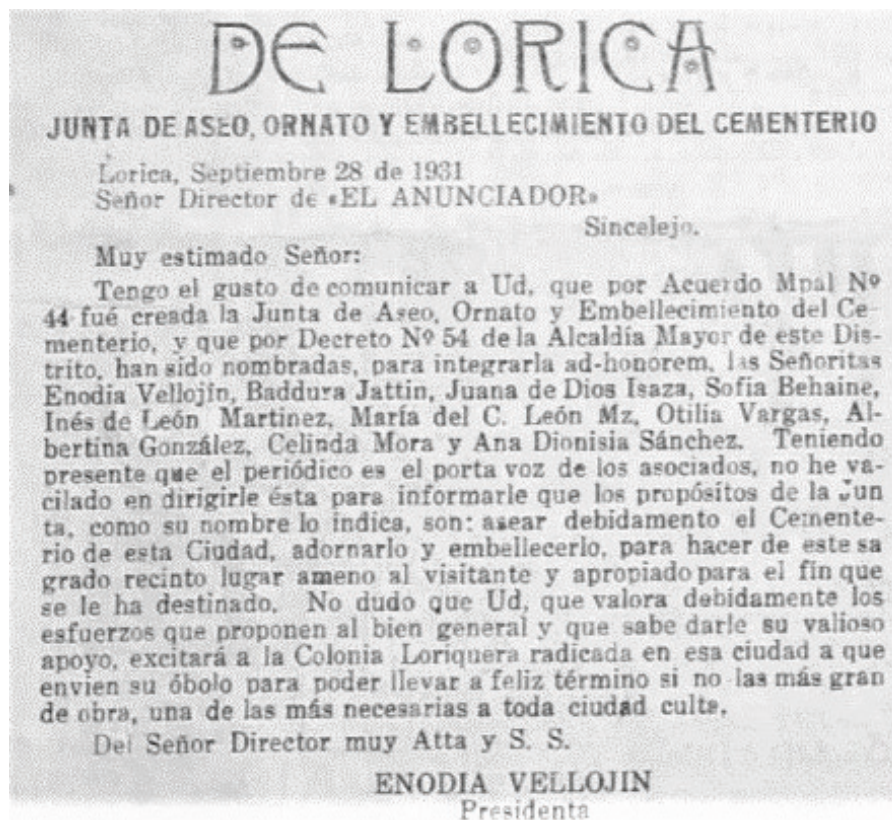 DE LORICA
JUNTA DE ASEO, ORNATO Y EMBELLECIMIENTO DEL CEMENTERIO
Lorica, Septiembre 28 de 1931
Señor Director de «EL ANUNCIADOR»
Sincelejo.
Muy estimado Señor:
Tengo el gusto de comunicar a Ud, que por Acuerdo Mpal Nº
44 fué creada la Junta de Aseo, Ornato y Embellecimiento del Ce-
menterio, y que por Decreto Nº 54 de la Alcaldía Mayor de este Dis-
trito, han sido nombradas, para integrarla ad-honorem, las Señoritas
Enodia Vellojín, Baddura Jattin, Juana de Dios Isaza, Sofia Behaine,
Inés de León Martinez, María del C. León Mz, Otilia Vargas, Al-
bertina González, Celinda Mora y Ana Dionisia Sánchez. Teniendo
presente que el periódico es el porta voz de los asociados, no he va-
cilado en dirigirle ésta para informarle que los propósitos de la Jun
ta, como su nombre lo indica, son: asear debidamento el Cemente-
rio de esta Ciudad, adornarlo y embellecerlo, para hacer de este sa
grado recinto lugar ameno al visitante y apropiado para el fin que
se le ha destinado. No dudo que Ud, que valora debidamente los
esfuerzos que proponen al bien general y que sabe darle su valioso
apoyo, excitará a la Colonia Loriquera radicada en esa ciudad a que
envien su óbolo para poder llevar a feliz término si no las más gran
de obra, una de las más necesarias a toda ciudad culta.
Del Señor Director muy Atta y S. S.
ENODIA VELLOJIN
Presidenta